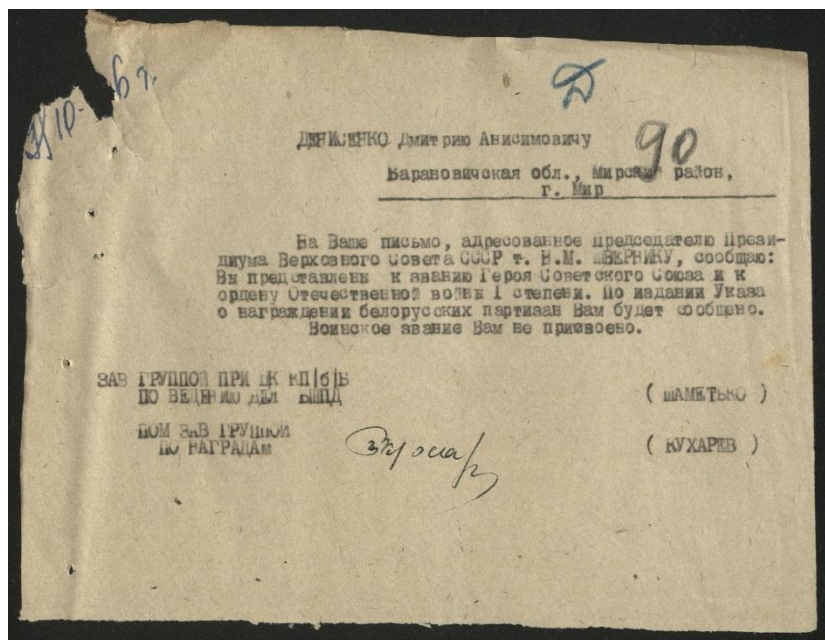 Д
90
ДЕНИСЕНКО Дмитрию Анисимовичу
Барановичская обл., Мирский район,
г. Мир
На Ваше письмо, адресованное Председателю Прези-
диума Верховного Совета СССР т. Н.М. ШВЕРНИКУ, сообщаю:
Вы представлены к званию Героя Советского Союза и к
ордену Отечественной войны I степени. По издании Указа
о награждении белорусских партизан Вам будет сообщено.
Воинское звание Вам не присвоено.
ЗАВ ГРУППОЙ ПРИ ЦК КП/б/Б
ПО ВЕДЕНИЮ ДЕЛ БШПД
( ШАМЕТЬКО )
ПОМ ЗАВ ГРУППОЙ
ПО НАГРАДАМ
( КУХАРЕВ )